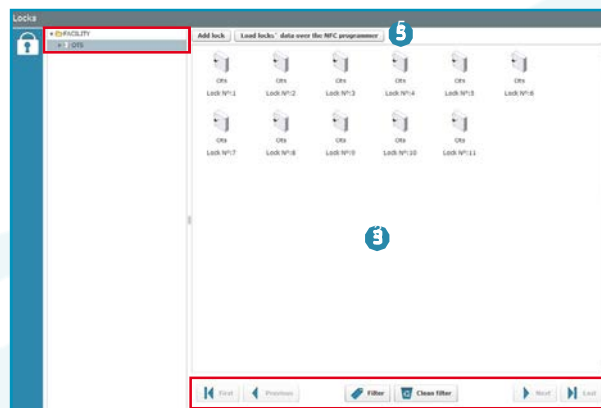 Locks
FACILITY
OTS
Add lock
Load locks´ data over the NFC programmer
5
Ots
Lock Nº:1
Ots
Lock Nº:2
Ots
Lock Nº:3
Ots
Lock Nº:4
Ots
Lock Nº:5
Ots
Lock Nº:6
Ots
Lock Nº:7
Ots
Lock Nº:8
Ots
Lock Nº:9
Ots
Lock Nº:10
Ots
Lock Nº:11
3
First
Previous
Filter
Clean filter
Next
Last